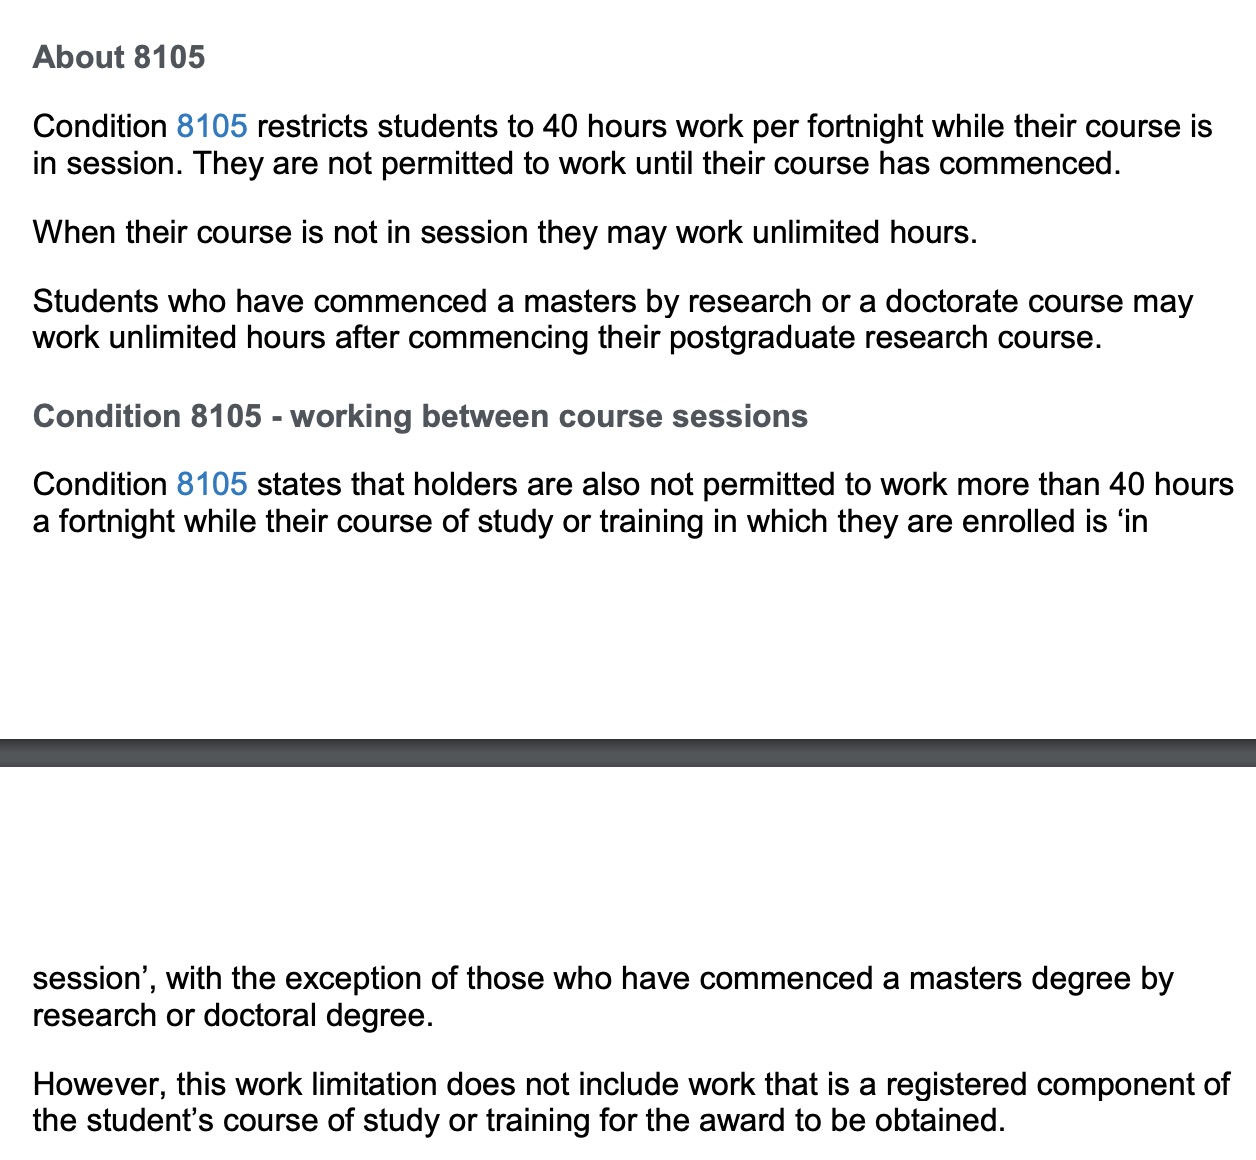 About 8105
Condition 8105 restricts students to 40 hours work per fortnight while their course is
in session. They are not permitted to work until their course has commenced.
When their course is not in session they may work unlimited hours.
Students who have commenced a masters by research or a doctorate course may
work unlimited hours after commencing their postgraduate research course.
Condition 8105 - working between course sessions
Condition 8105 states that holders are also not permitted to work more than 40 hours
a fortnight while their course of study or training in which they are enrolled is ‘in
session’, with the exception of those who have commenced a masters degree by
research or doctoral degree.
However, this work limitation does not include work that is a registered component of
the student’s course of study or training for the award to be obtained.